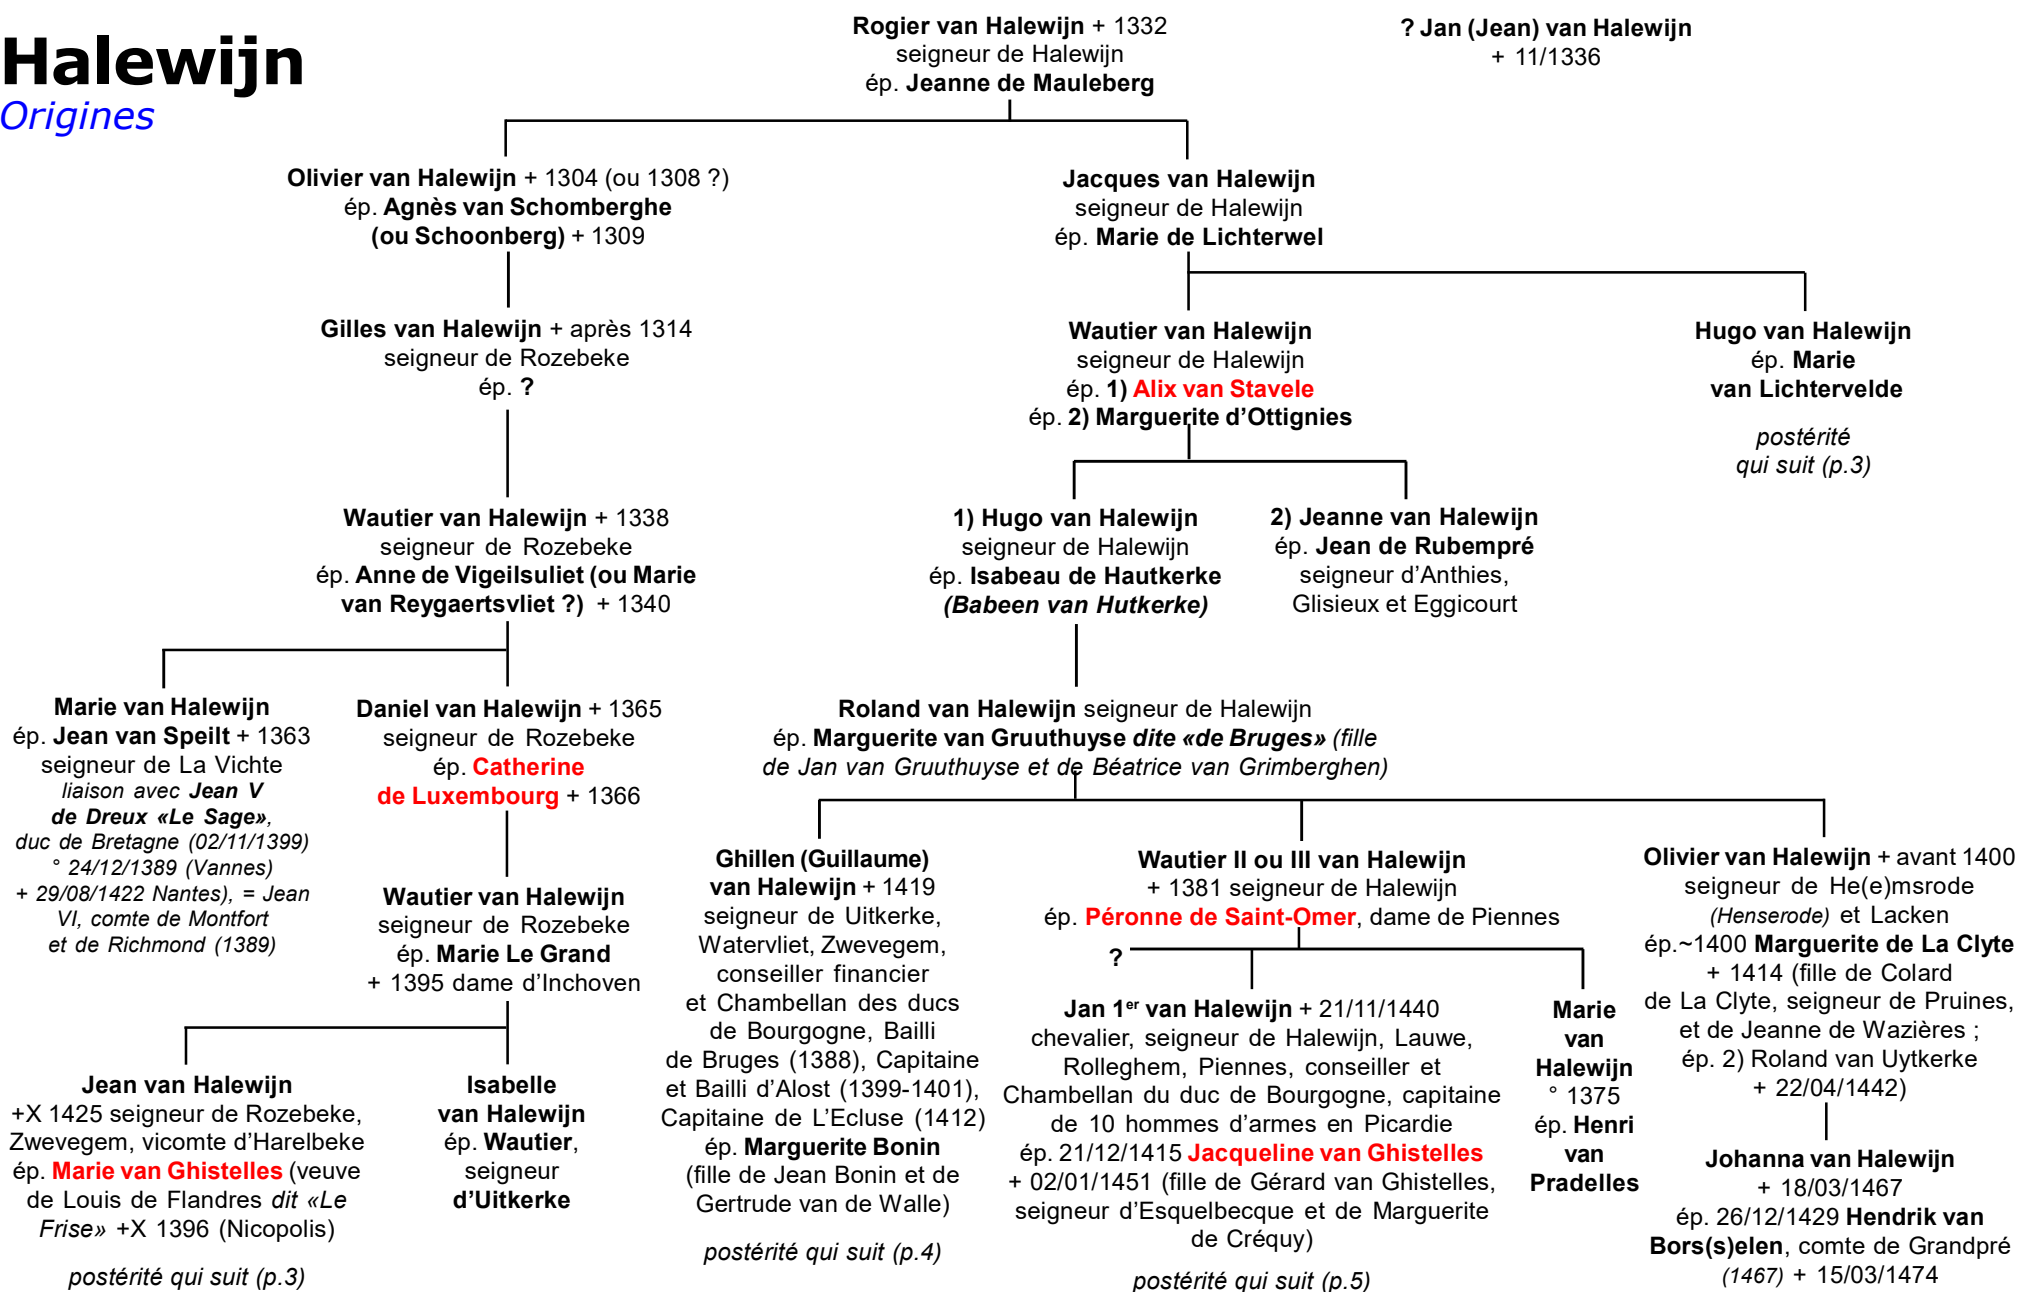 Halewijn
Origines
Rogier van Halewijn + 1332
seigneur de Halewijn
ép. Jeanne de Mauleberg
? Jan (Jean) van Halewijn
+ 11/1336
Olivier van Halewijn + 1304 (ou 1308 ?)
ép. Agnès van Schomberghe
(ou Schoonberg) + 1309
Jacques van Halewijn
seigneur de Halewijn
ép. Marie de Lichterwel
Gilles van Halewijn + après 1314
seigneur de Rozebeke
ép. ?
Wautier van Halewijn
seigneur de Halewijn
ép. 1) Alix van Stavele
ép. 2) Marguerite d’Ottignies
Hugo van Halewijn
ép. Marie
van Lichtervelde
postérité
qui suit (p.3)
Wautier van Halewijn + 1338
seigneur de Rozebeke
ép. Anne de Vigeilsuliet (ou Marie
van Reygaertsvliet ?) + 1340
1) Hugo van Halewijn
seigneur de Halewijn
ép. Isabeau de Hautkerke
(Babeen van Hutkerke)
2) Jeanne van Halewijn
ép. Jean de Rubempré
seigneur d’Anthies,
Glisieux et Eggicourt
Marie van Halewijn
ép. Jean van Speilt + 1363
seigneur de La Vichte
liaison avec Jean V
de Dreux «Le Sage»,
duc de Bretagne (02/11/1399)
° 24/12/1389 (Vannes)
+ 29/08/1422 Nantes), = Jean
VI, comte de Montfort
et de Richmond (1389)
Daniel van Halewijn + 1365
seigneur de Rozebeke
ép. Catherine
de Luxembourg + 1366
Roland van Halewijn seigneur de Halewijn
ép. Marguerite van Gruuthuyse dite «de Bruges» (fille
de Jan van Gruuthuyse et de Béatrice van Grimberghen)
Wautier van Halewijn
seigneur de Rozebeke
ép. Marie Le Grand
+ 1395 dame d’Inchoven
Ghillen (Guillaume)
van Halewijn + 1419
seigneur de Uitkerke,
Watervliet, Zwevegem,
conseiller financier
et Chambellan des ducs
de Bourgogne, Bailli
de Bruges (1388), Capitaine
et Bailli d’Alost (1399-1401),
Capitaine de L’Ecluse (1412)
ép. Marguerite Bonin
(fille de Jean Bonin et de
Gertrude van de Walle)
postérité qui suit (p.4)
Wautier II ou III van Halewijn
+ 1381 seigneur de Halewijn
ép. Péronne de Saint-Omer, dame de Piennes
?
Olivier van Halewijn + avant 1400
seigneur de He(e)msrode
(Henserode) et Lacken
ép.~1400 Marguerite de La Clyte
+ 1414 (fille de Colard
de La Clyte, seigneur de Pruines,
et de Jeanne de Wazières ;
ép. 2) Roland van Uytkerke
+ 22/04/1442)
Jean van Halewijn
+X 1425 seigneur de Rozebeke,
Zwevegem, vicomte d’Harelbeke
ép. Marie van Ghistelles (veuve
de Louis de Flandres dit «Le
Frise» +X 1396 (Nicopolis)
postérité qui suit (p.3)
Isabelle
van Halewijn
ép. Wautier,
seigneur
d’Uitkerke
Jan 1er van Halewijn + 21/11/1440
chevalier, seigneur de Halewijn, Lauwe,
Rolleghem, Piennes, conseiller et
Chambellan du duc de Bourgogne, capitaine
de 10 hommes d’armes en Picardie
ép. 21/12/1415 Jacqueline van Ghistelles
+ 02/01/1451 (fille de Gérard van Ghistelles,
seigneur d’Esquelbecque et de Marguerite
de Créquy)
postérité qui suit (p.5)
Marie
van
Halewijn
° 1375
ép. Henri
van
Pradelles
Johanna van Halewijn
+ 18/03/1467
ép. 26/12/1429 Hendrik van
Bors(s)elen, comte de Grandpré
(1467) + 15/03/1474